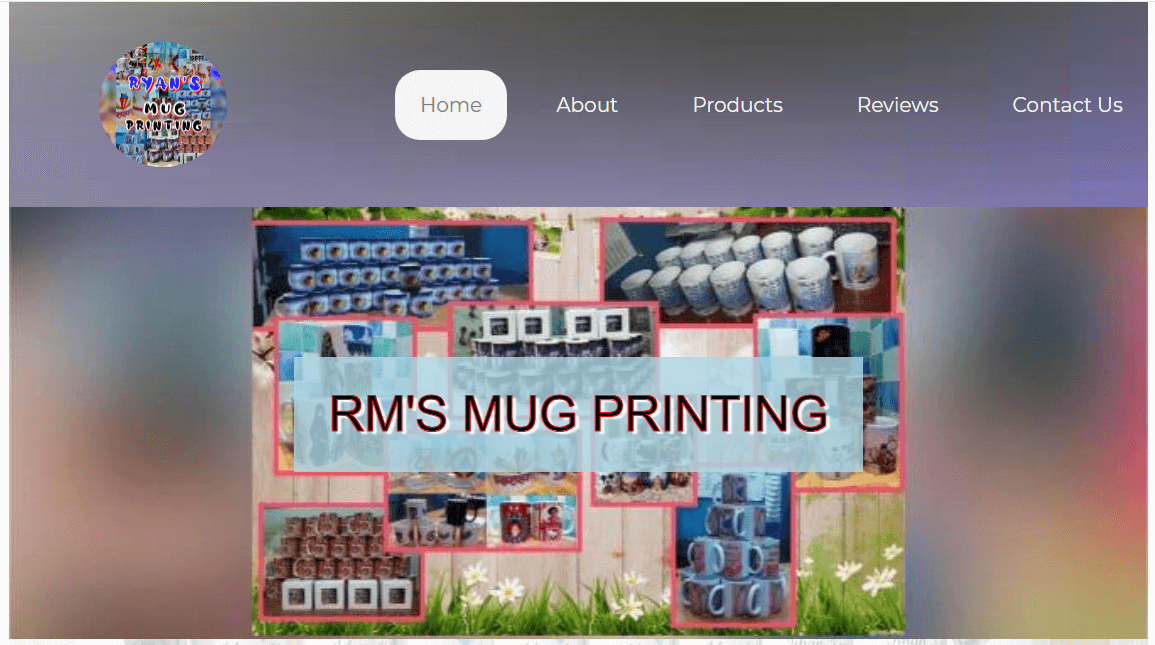 RYAN'S
MUG
PRINTING
Home
About
Products
Reviews
Contact Us
RM'S MUG PRINTING